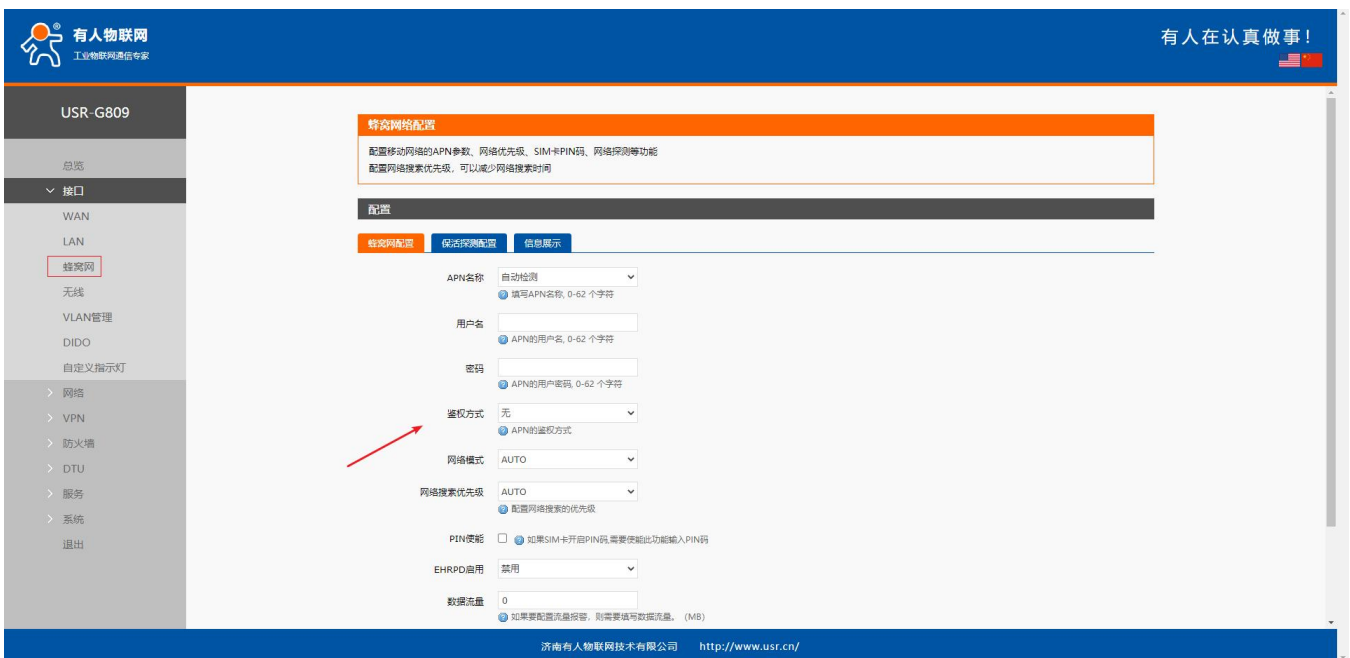 有人物联网
工业物联网通信专家
有人在认真做事!
USR-G809
总览
接口
WAN
LAN
蜂窝网
无线
VLAN管理
DIDO
自定义指示灯
网络
VPN
防火墙
DTU
服务
系统
退出
蜂窝网络配置
配置移动网络的APN参数、网络优先级、SIM卡PIN码、网络探测等功能
配置网络搜索优先级,可以减少网络搜索时间
配置
蜂窝网配置 保活探测配置 信息展示
APN名称 自动检测
填写APN名称, 0-62 个字符
用户名
APN的用户名, 0-62 个字符
密码
APN的用户密码, 0-62 个字符
鉴权方式 无
APN的鉴权方式
网络模式 AUTO
网络搜索优先级 AUTO
配置网络搜索的优先级
PIN使能 如果SIM卡开启PIN码,需要使能此功能输入PIN码
EHRPD启用 禁用
数据流量 0
如果要配置流量报警,则需要填写数据流量。 (MB)
济南有人物联网技术有限公司 http://www.usr.cn/